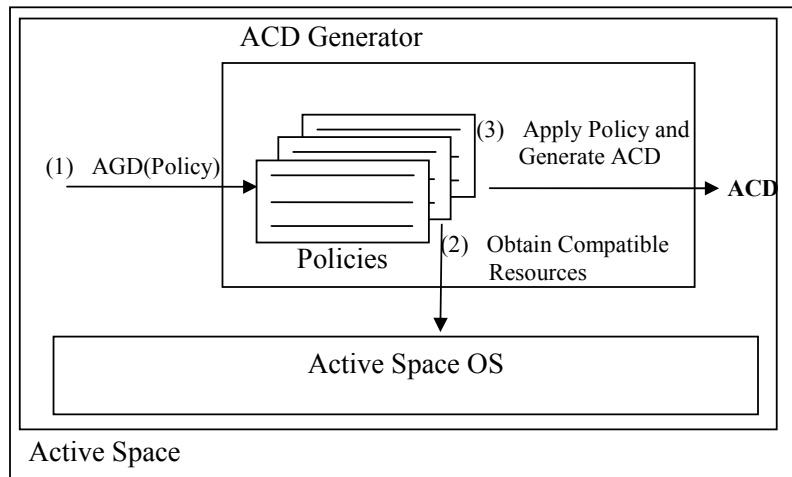 ACD Generator
(3) Apply Policy and
Generate ACD
(1) AGD(Policy)
ACD
Policies
(2) Obtain Compatible
Resources
Active Space OS
Active Space